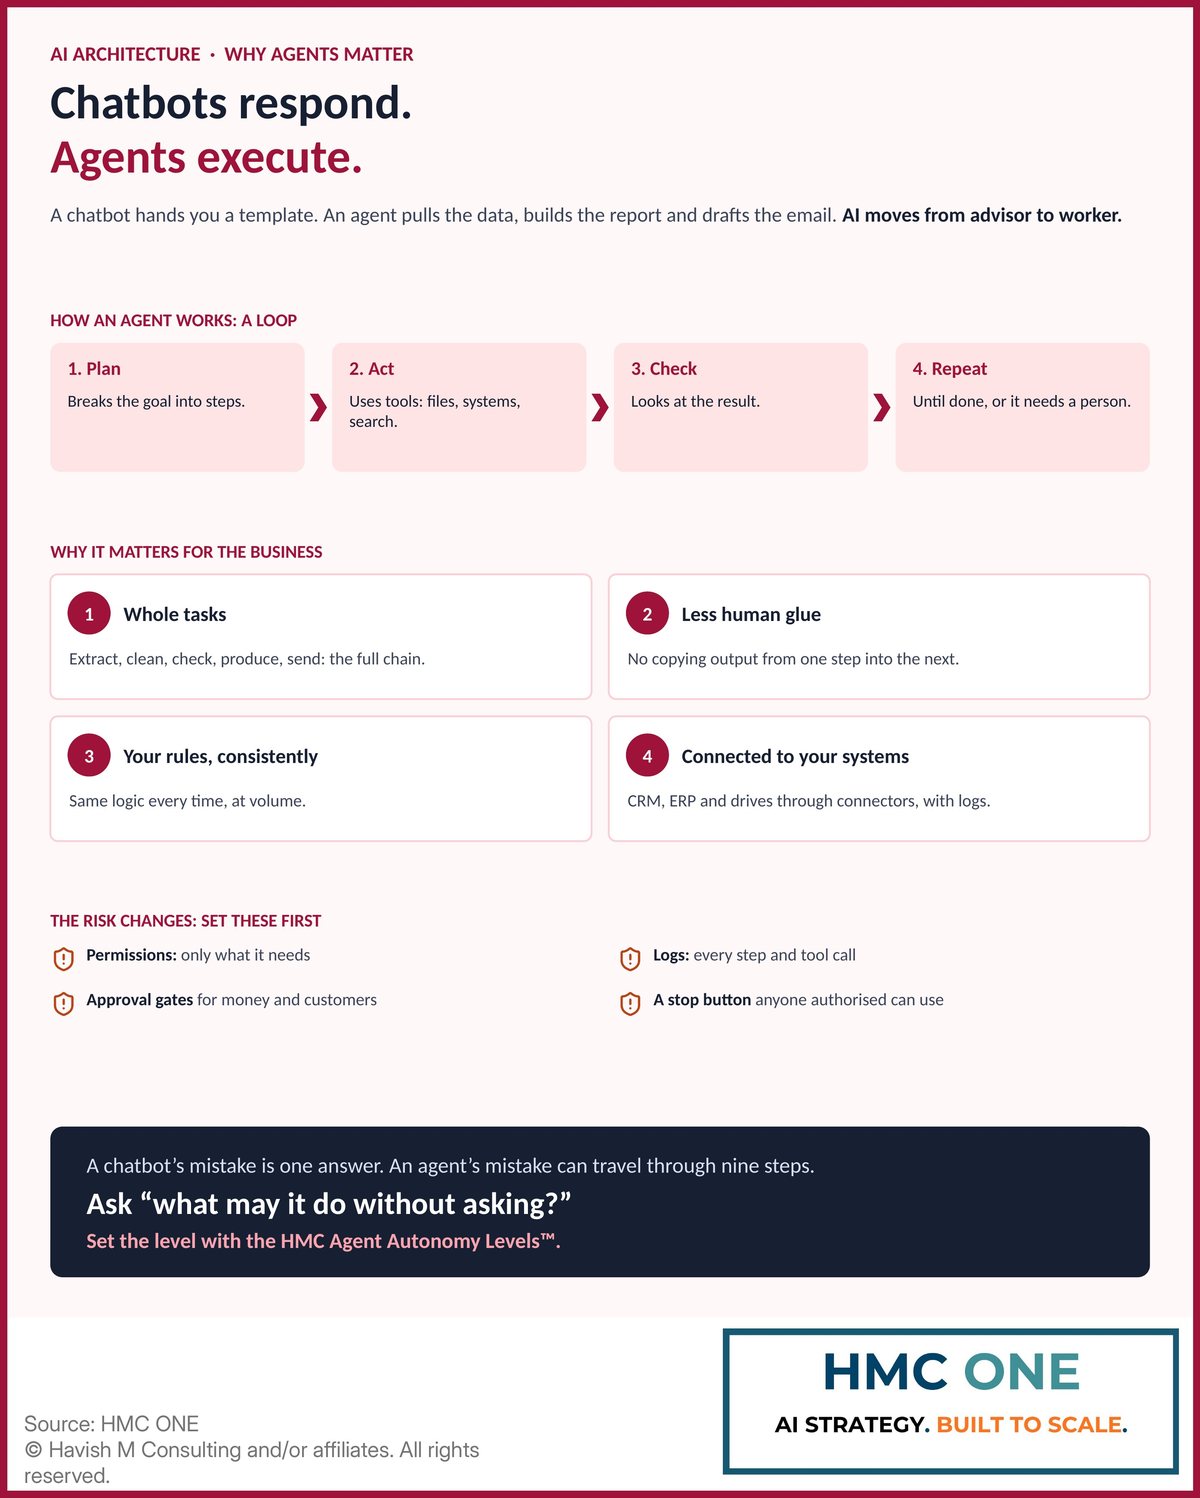 AI ARCHITECTURE · WHY AGENTS MATTER
Chatbots respond.
Agents execute.
A chatbot hands you a template. An agent pulls the data, builds the report and drafts the email. AI moves from advisor to worker.
HOW AN AGENT WORKS: A LOOP
1. Plan
Breaks the goal into steps.
2. Act
Uses tools: files, systems,
search.
3. Check
Looks at the result.
4. Repeat
Until done, or it needs a person.
WHY IT MATTERS FOR THE BUSINESS
1 Whole tasks
Extract, clean, check, produce, send: the full chain.
2 Less human glue
No copying output from one step into the next.
3 Your rules, consistently
Same logic every time, at volume.
4 Connected to your systems
CRM, ERP and drives through connectors, with logs.
THE RISK CHANGES: SET THESE FIRST
Permissions: only what it needs
Logs: every step and tool call
Approval gates for money and customers
A stop button anyone authorised can use
A chatbot’s mistake is one answer. An agent’s mistake can travel through nine steps.
Ask “what may it do without asking?”
Set the level with the HMC Agent Autonomy Levels™.
Source: HMC ONE
© Havish M Consulting and/or affiliates. All rights
reserved.
HMC ONE
AI STRATEGY. BUILT TO SCALE.